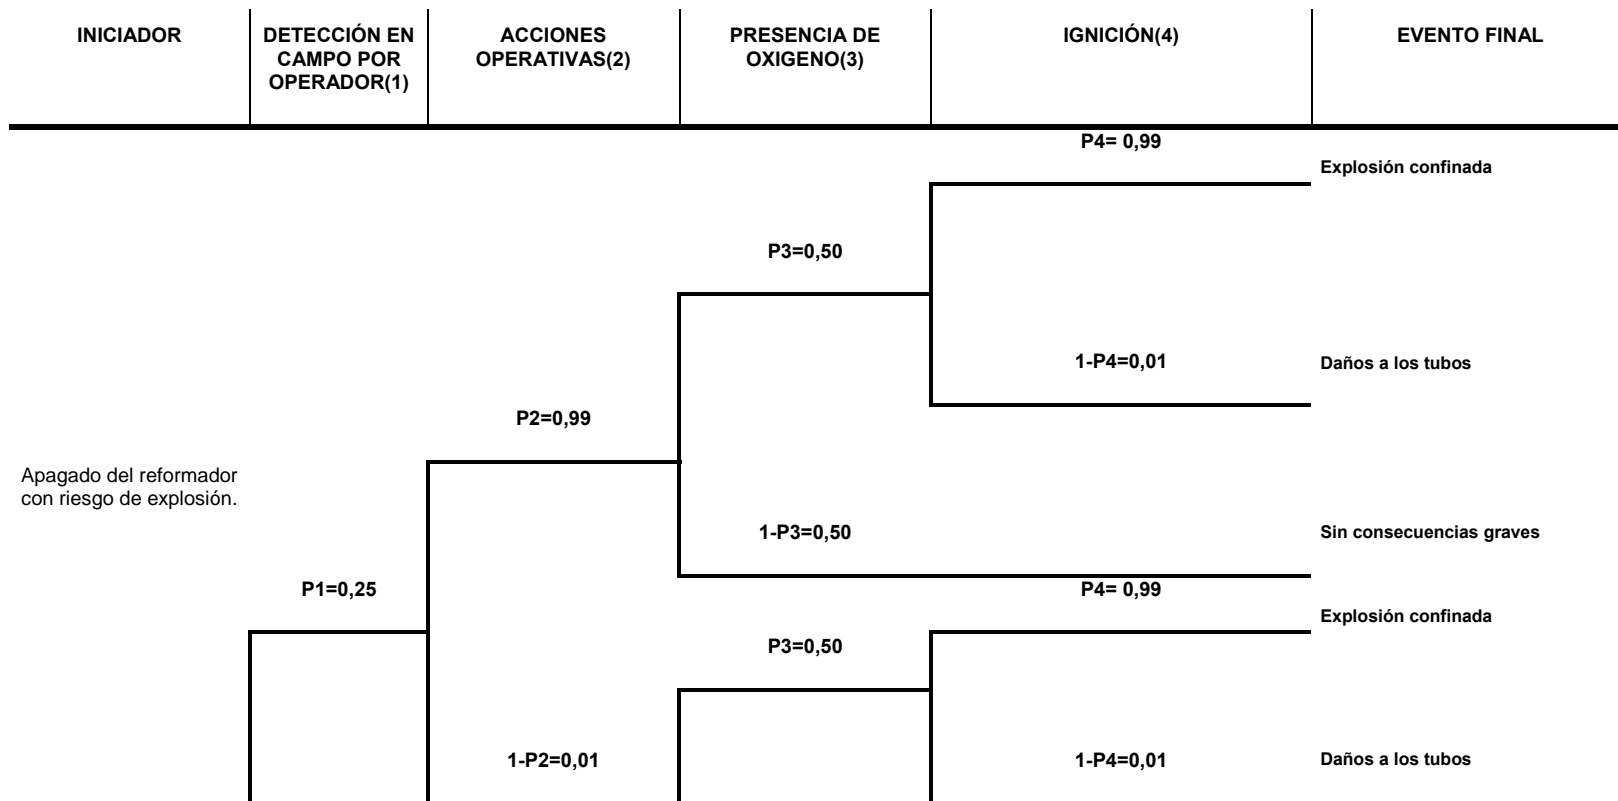 INICIADOR
DETECCIÓN EN
CAMPO POR
OPERADOR(1)
ACCIONES
OPERATIVAS(2)
PRESENCIA DE
OXIGENO(3)
IGNICIÓN(4)
EVENTO FINAL
P4= 0,99
Explosión confinada
P3=0,50
1-P4=0,01
Daños a los tubos
P2=0,99
Apagado del reformador
con riesgo de explosión.
1-P3=0,50
Sin consecuencias graves
P1=0,25
P4= 0,99
Explosión confinada
P3=0,50
1-P2=0,01
1-P4=0,01
Daños a los tubos